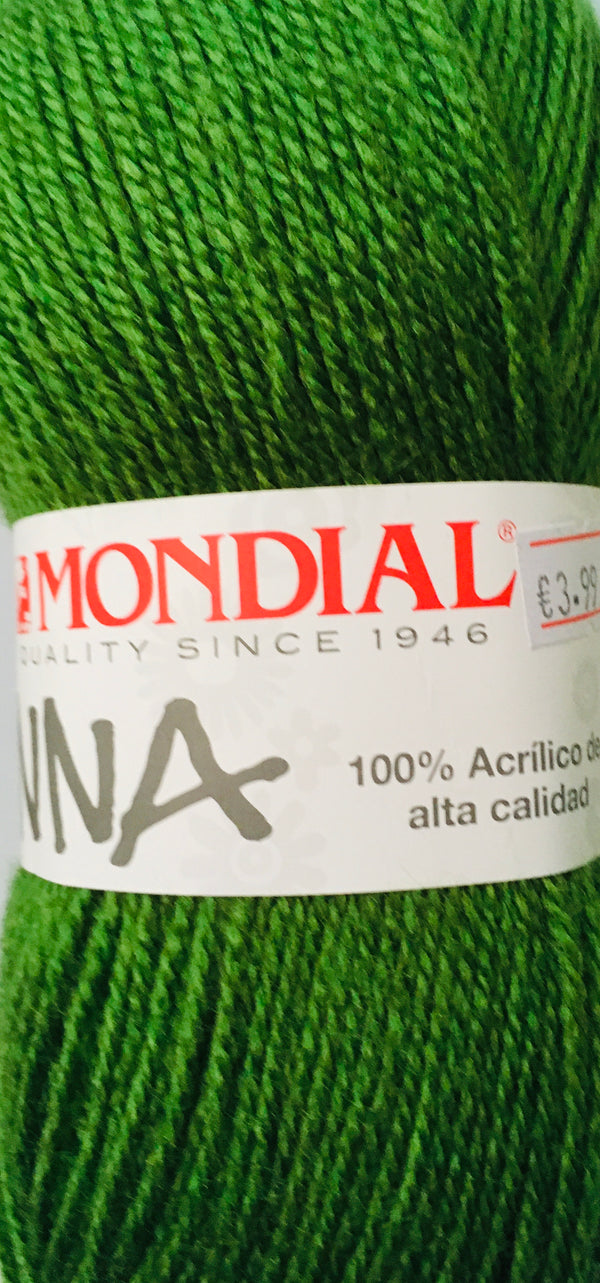 MONDIAL®
QUALITY SINCE 1946
€3.99
NNA
100% Acrílico de
alta calidad